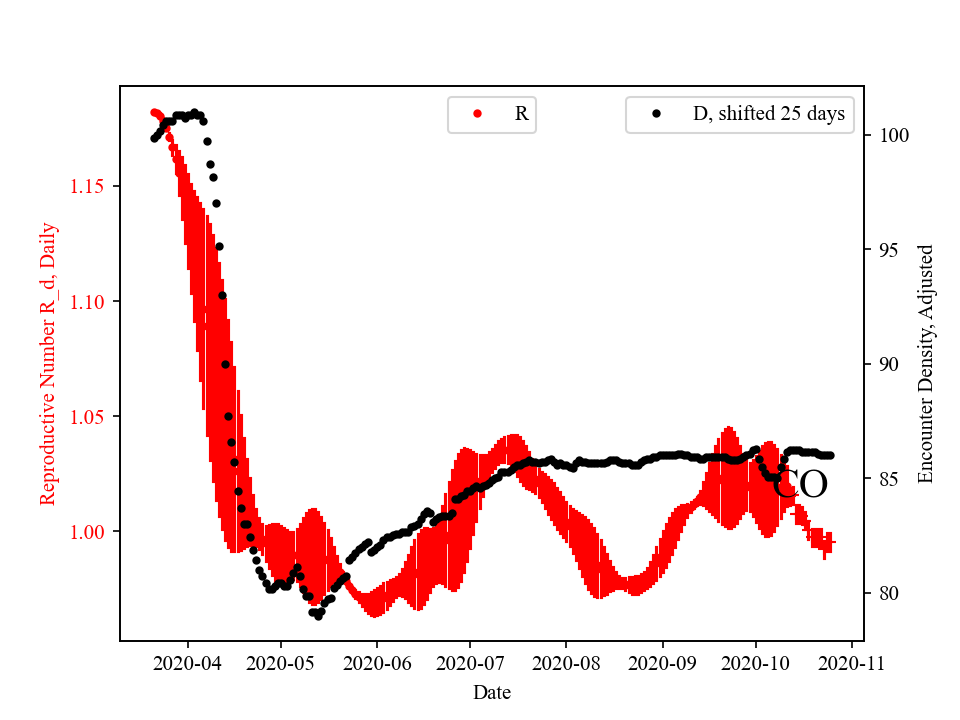 R
D, shifted 25 days
Reproductive Number R_d, Daily
1.15
1.10
1.05
1.00
100
95
90
85
80
Encounter Density, Adjusted
CO
2020-04 2020-05 2020-06 2020-07 2020-08 2020-09 2020-10 2020-11
Date